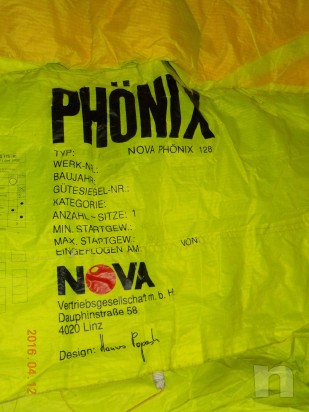 PHÖNIX
TYP: NOVA PHÖNIX 128
WERK-NR.:
BAUJAHR:
GÜTESIEGEL-NR.:
KATEGORIE:
ANZAHL-SITZE: 1
MIN. STARTGEW.:
MAX. STARTGEW.:
EINGEFLOGEN AM: VON:
NOVA
Vertriebsgesellschaft m. b. H.
Dauphinstraße 58
4020 Linz
Design:
2016 04 12
n